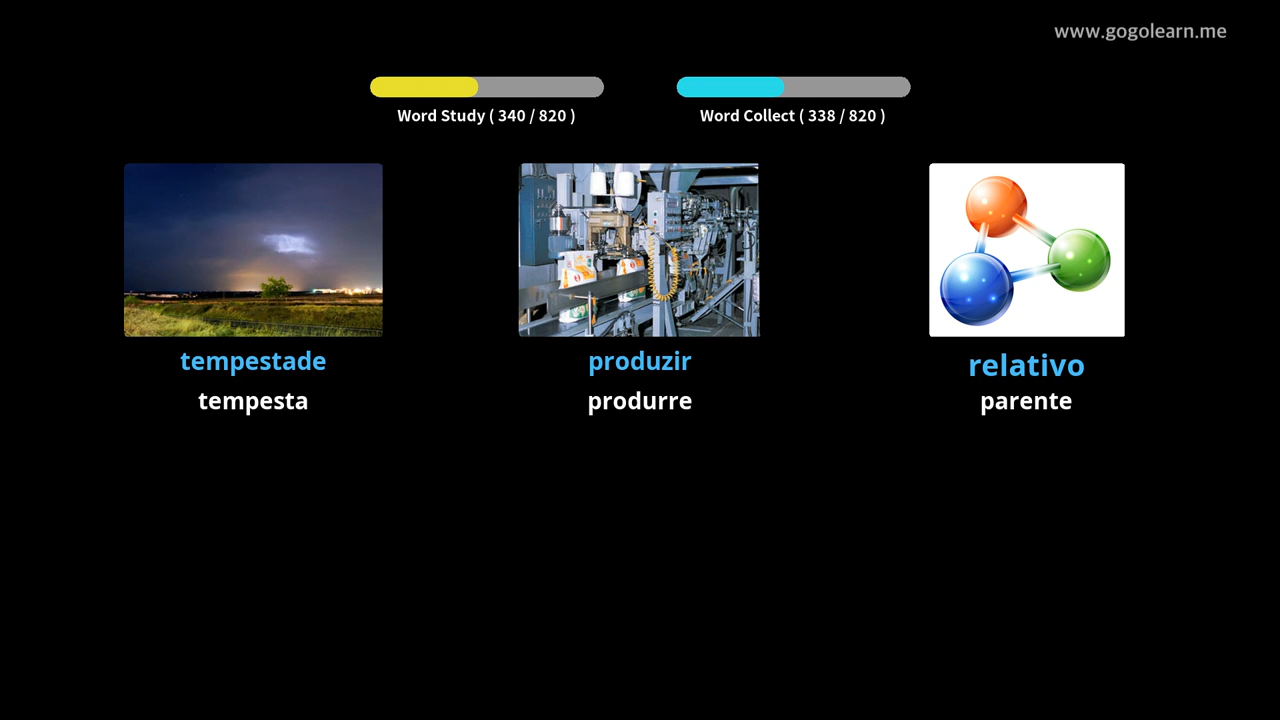 www.gogolearn.me
Word Study ( 340 / 820 )
Word Collect ( 338 / 820 )
tempestade
tempesta
produzir
produrre
relativo
parente